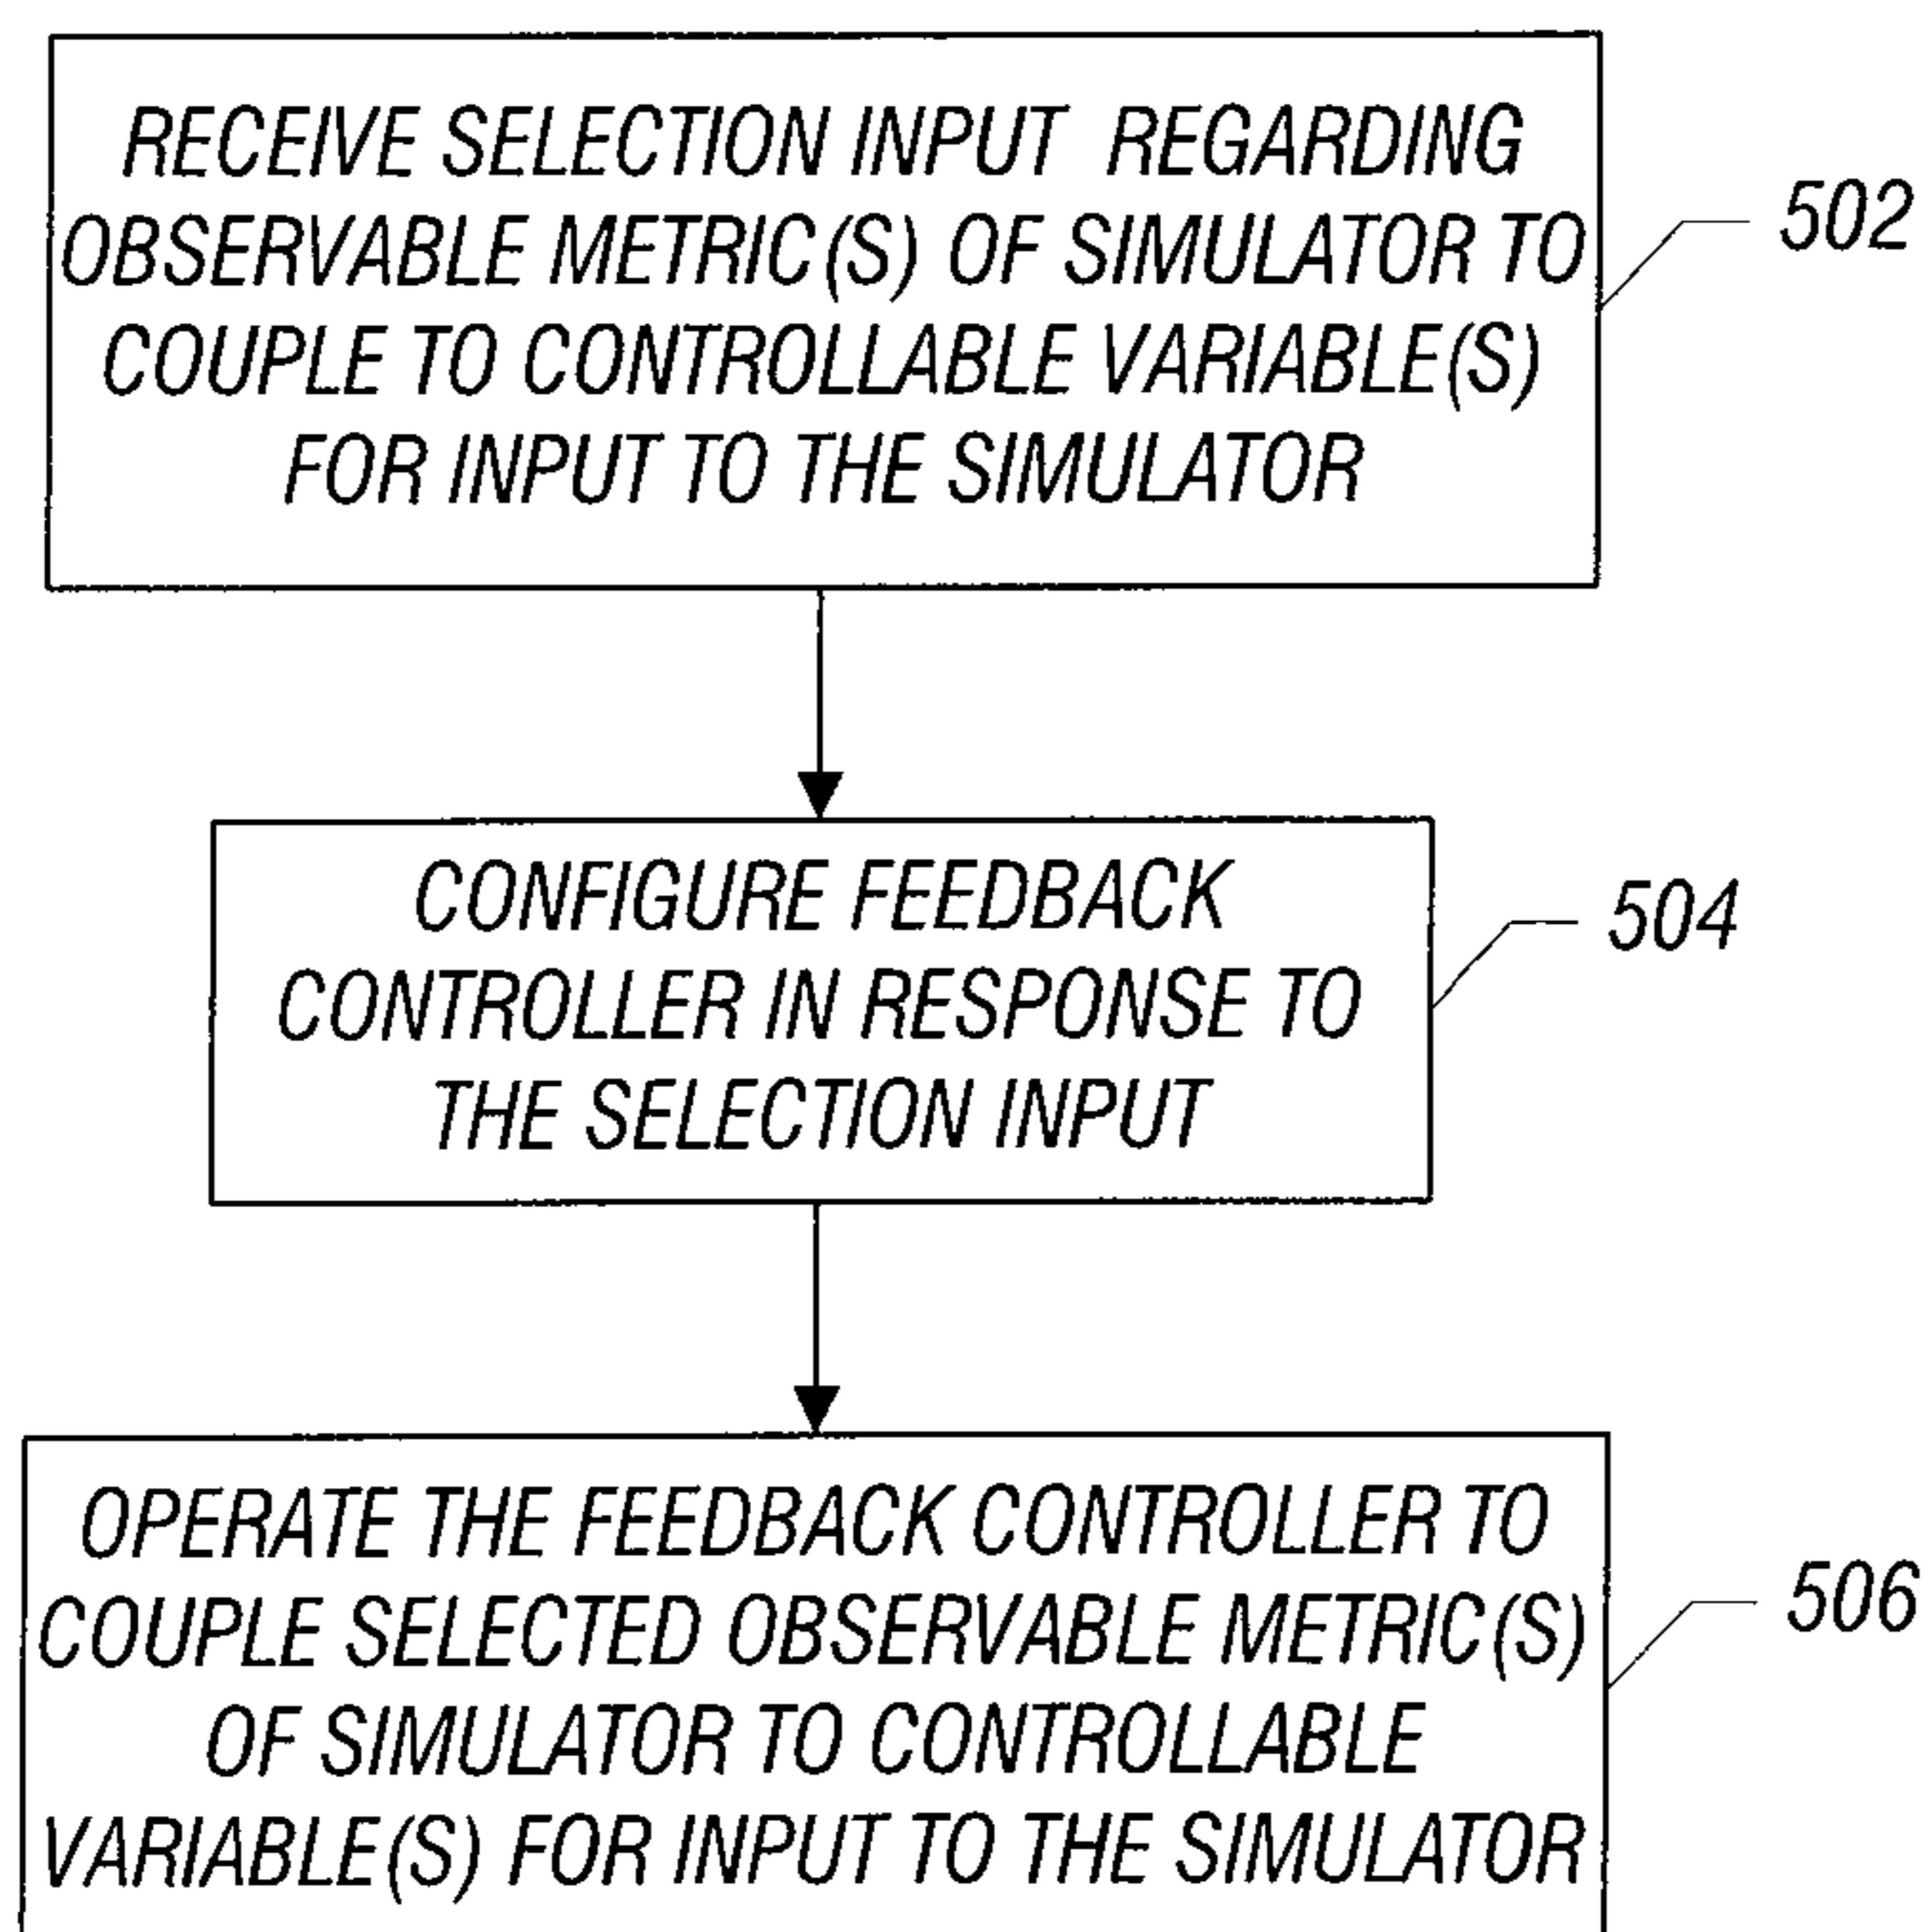 RECEIVE SELECTION INPUT REGARDING
OBSERVABLE METRIC(S) OF SIMULATOR TO
COUPLE TO CONTROLLABLE VARIABLE(S)
FOR INPUT TO THE SIMULATOR
502
CONFIGURE FEEDBACK
CONTROLLER IN RESPONSE TO
THE SELECTION INPUT
504
OPERATE THE FEEDBACK CONTROLLER TO
COUPLE SELECTED OBSERVABLE METRIC(S)
OF SIMULATOR TO CONTROLLABLE
VARIABLE(S) FOR INPUT TO THE SIMULATOR
506